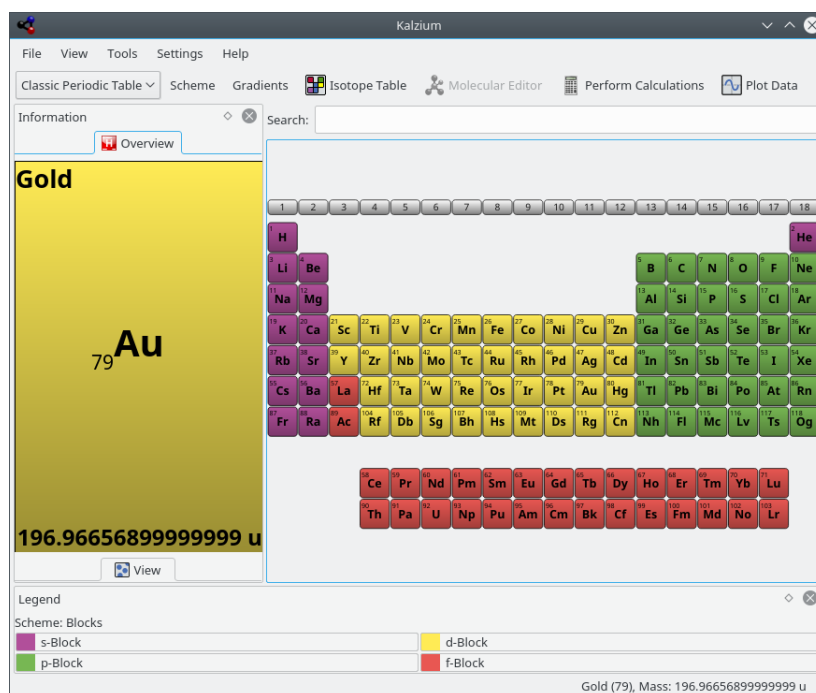 Kalzium
File View Tools Settings Help
Classic Periodic Table Scheme Gradients Isotope Table Molecular Editor Perform Calculations Plot Data
Information
Search:
Overview
Gold
79Au
196.96656899999999 u
View
1 2 3 4 5 6 7 8 9 10 11 12 13 14 15 16 17 18
1 H 2 He
3 Li 4 Be 5 B 6 C 7 N 8 O 9 F 10 Ne
11 Na 12 Mg 13 Al 14 Si 15 P 16 S 17 Cl 18 Ar
19 K 20 Ca 21 Sc 22 Ti 23 V 24 Cr 25 Mn 26 Fe 27 Co 28 Ni 29 Cu 30 Zn 31 Ga 32 Ge 33 As 34 Se 35 Br 36 Kr
37 Rb 38 Sr 39 Y 40 Zr 41 Nb 42 Mo 43 Tc 44 Ru 45 Rh 46 Pd 47 Ag 48 Cd 49 In 50 Sn 51 Sb 52 Te 53 I 54 Xe
55 Cs 56 Ba 57 La 72 Hf 73 Ta 74 W 75 Re 76 Os 77 Ir 78 Pt 79 Au 80 Hg 81 Tl 82 Pb 83 Bi 84 Po 85 At 86 Rn
87 Fr 88 Ra 89 Ac 104 Rf 105 Db 106 Sg 107 Bh 108 Hs 109 Mt 110 Ds 111 Rg 112 Cn 113 Nh 114 Fl 115 Mc 116 Lv 117 Ts 118 Og
58 Ce 59 Pr 60 Nd 61 Pm 62 Sm 63 Eu 64 Gd 65 Tb 66 Dy 67 Ho 68 Er 69 Tm 70 Yb 71 Lu
90 Th 91 Pa 92 U 93 Np 94 Pu 95 Am 96 Cm 97 Bk 98 Cf 99 Es 100 Fm 101 Md 102 No 103 Lr
Legend
Scheme: Blocks
s-Block d-Block
p-Block f-Block
Gold (79), Mass: 196.96656899999999 u